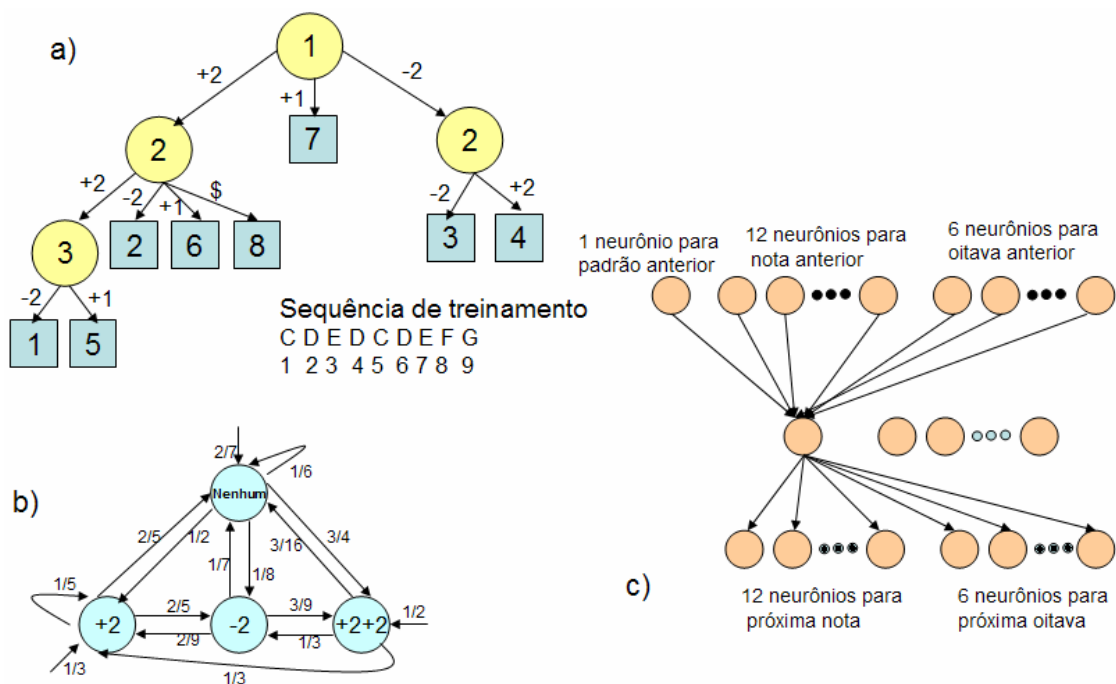 a)
1
+2
+1
-2
2
7
2
+2
-2
+1
$
-2
+2
3
2
6
8
3
4
-2
+1
1
5
Sequência de treinamento
C D E D C D E F G
1 2 3 4 5 6 7 8 9
b)
2/7
1/6
Nenhum
2/5
1/2
1/7
1/8
3/16
3/4
1/5
+2
2/5
-2
3/9
+2+2
1/2
2/9
1/3
1/3
1/3
1 neurônio para
padrão anterior
12 neurônios para
nota anterior
6 neurônios para
oitava anterior
c)
12 neurônios para
próxima nota
6 neurônios para
próxima oitava